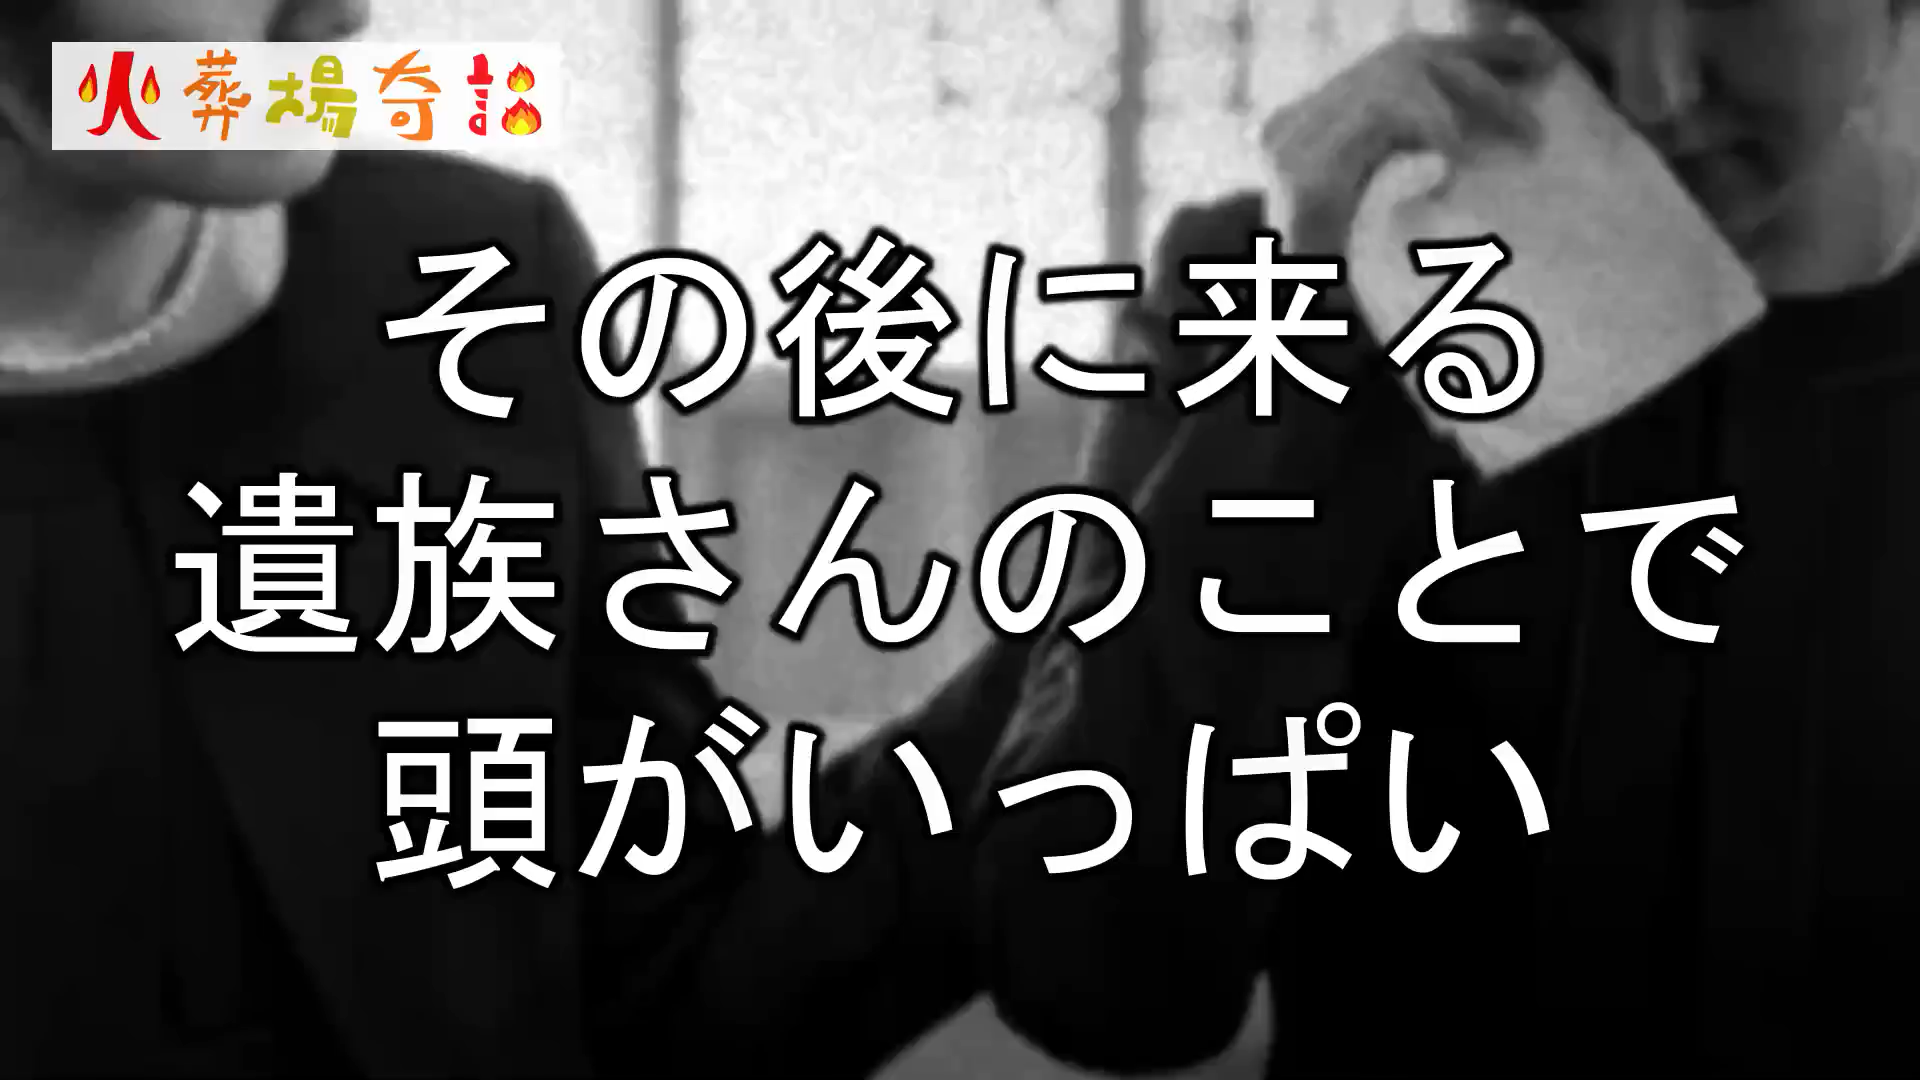 火葬場奇譚
その後に来る
遺族さんのことで
頭がいっぱい